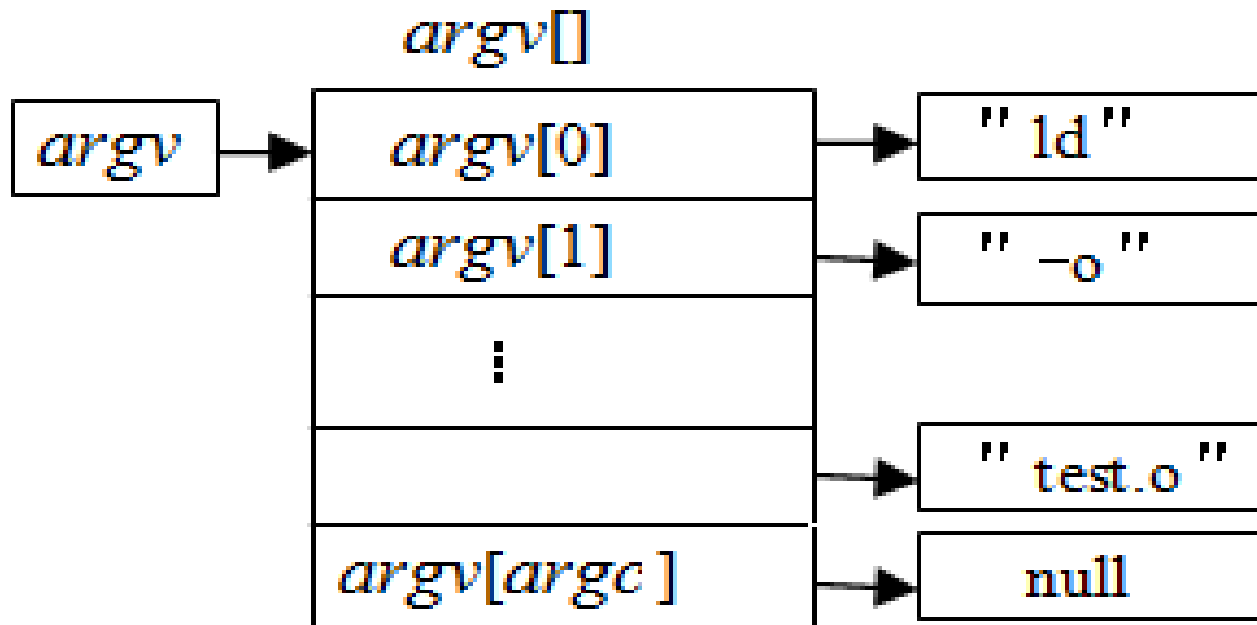 argv[]
argv
argv[0]
"ld"
argv[1]
"-o"
⋮
"test.o"
argv[argc]
null